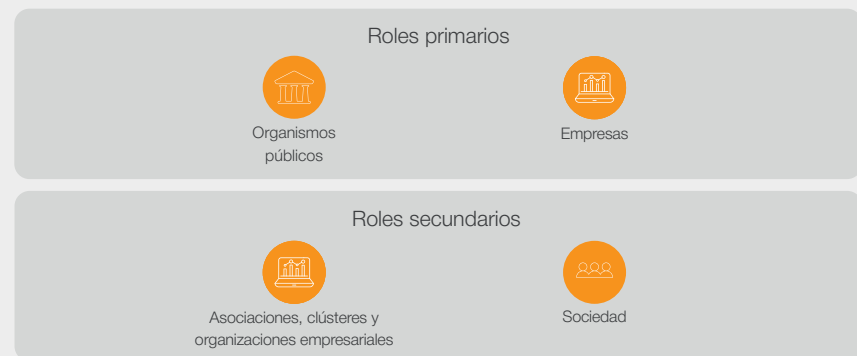 Roles primarios
Organismos
públicos
Empresas
Roles secundarios
Asociaciones, clústeres y
organizaciones empresariales
Sociedad